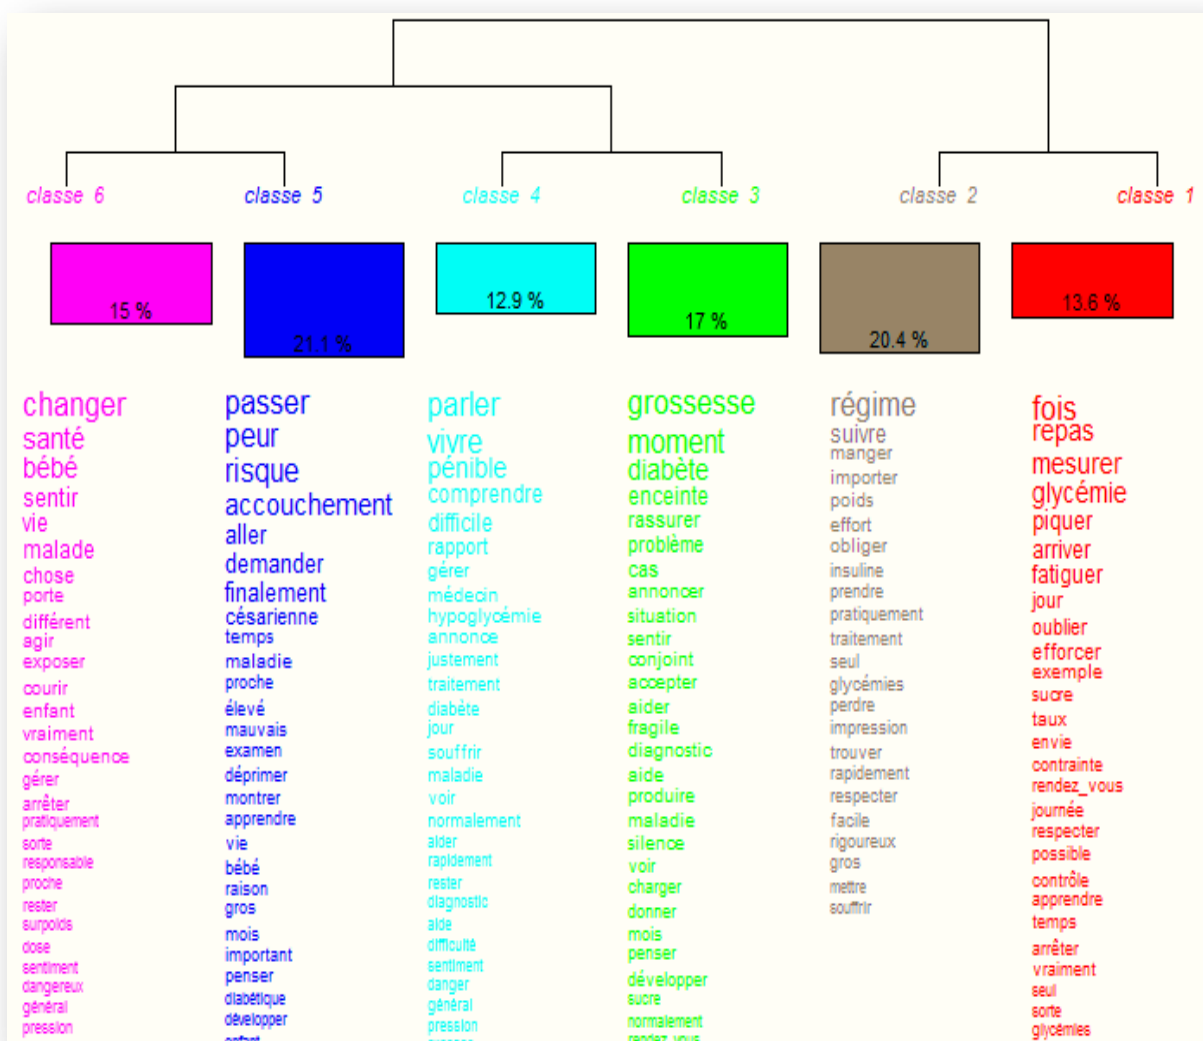 classe 6
classe 5
classe 4
classe 3
classe 2
classe 1
15 %
21.1 %
12.9 %
17 %
20.4 %
13.6 %
changer
santé
bébé
sentir
vie
malade
chose
porte
différent
agir
exposer
courir
enfant
vraiment
conséquence
gérer
arrêter
pratiquement
sorte
responsable
proche
rester
surpoids
dose
sentiment
dangereux
général
pression
passer
peur
risque
accouchement
aller
demander
finalement
césarienne
temps
maladie
proche
élevé
mauvais
examen
déprimer
montrer
apprendre
vie
bébé
raison
gros
mois
important
penser
diabétique
développer
enfant
parler
vivre
pénible
comprendre
difficile
rapport
gérer
médecin
hypoglycémie
annonce
justement
traitement
diabète
jour
souffrir
maladie
voir
normalement
aider
rapidement
rester
diagnostic
aide
difficulté
sentiment
danger
général
pression
grossesse
moment
diabète
enceinte
rassurer
problème
cas
annoncer
situation
sentir
conjoint
accepter
aider
fragile
diagnostic
aide
produire
maladie
silence
voir
charger
donner
mois
penser
développer
sucre
normalement
rendez_vous
régime
suivre
manger
importer
poids
effort
obliger
insuline
prendre
pratiquement
traitement
seul
glycémies
perdre
impression
trouver
rapidement
respecter
facile
rigoureux
gros
mettre
souffrir
fois
repas
mesurer
glycémie
piquer
arriver
fatiguer
jour
oublier
efforcer
exemple
sucre
taux
envie
contrainte
rendez_vous
journée
respecter
possible
contrôle
apprendre
temps
arrêter
vraiment
seul
sorte
glycémies